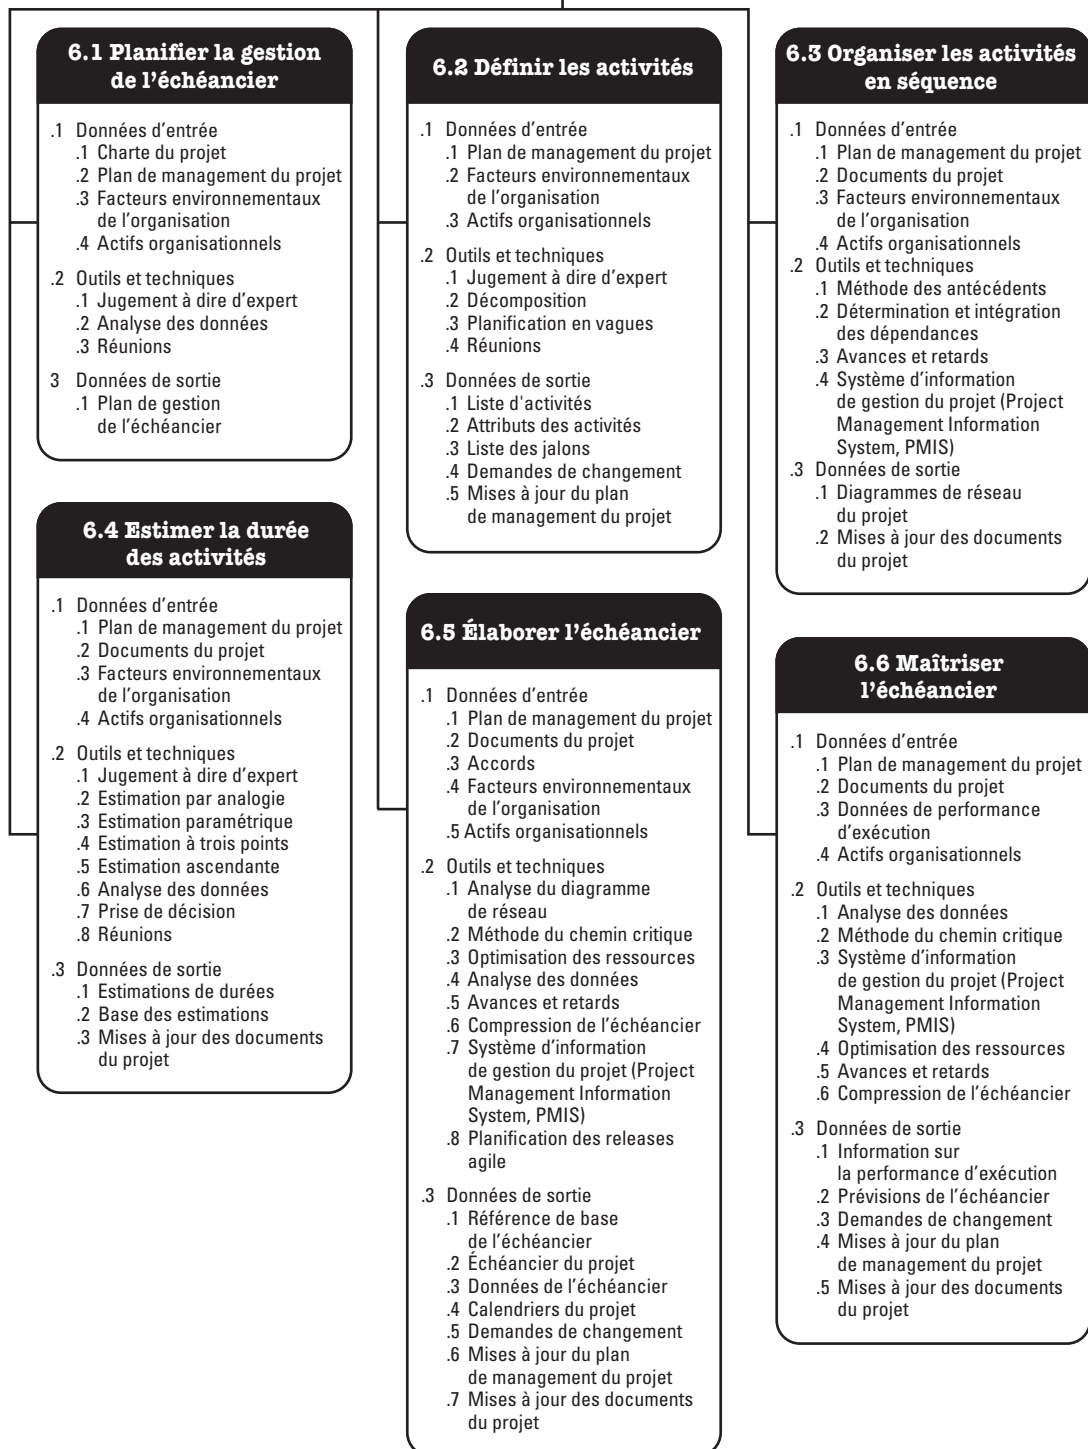 6.1 Planifier la gestion
de l'échéancier
.1 Données d'entrée
.1 Charte du projet
.2 Plan de management du projet
.3 Facteurs environnementaux
de l'organisation
.4 Actifs organisationnels
.2 Outils et techniques
.1 Jugement à dire d'expert
.2 Analyse des données
.3 Réunions
3 Données de sortie
.1 Plan de gestion
de l'échéancier
6.2 Définir les activités
.1 Données d'entrée
.1 Plan de management du projet
.2 Facteurs environnementaux
de l'organisation
.3 Actifs organisationnels
.2 Outils et techniques
.1 Jugement à dire d'expert
.2 Décomposition
.3 Planification en vagues
.4 Réunions
.3 Données de sortie
.1 Liste d'activités
.2 Attributs des activités
.3 Liste des jalons
.4 Demandes de changement
.5 Mises à jour du plan
de management du projet
6.3 Organiser les activités
en séquence
.1 Données d'entrée
.1 Plan de management du projet
.2 Documents du projet
.3 Facteurs environnementaux
de l'organisation
.4 Actifs organisationnels
.2 Outils et techniques
.1 Méthode des antécédents
.2 Détermination et intégration
des dépendances
.3 Avances et retards
.4 Système d'information
de gestion du projet (Project
Management Information
System, PMIS)
.3 Données de sortie
.1 Diagrammes de réseau
du projet
.2 Mises à jour des documents
du projet
6.4 Estimer la durée
des activités
.1 Données d'entrée
.1 Plan de management du projet
.2 Documents du projet
.3 Facteurs environnementaux
de l'organisation
.4 Actifs organisationnels
.2 Outils et techniques
.1 Jugement à dire d'expert
.2 Estimation par analogie
.3 Estimation paramétrique
.4 Estimation à trois points
.5 Estimation ascendante
.6 Analyse des données
.7 Prise de décision
.8 Réunions
.3 Données de sortie
.1 Estimations de durées
.2 Base des estimations
.3 Mises à jour des documents
du projet
6.5 Élaborer l'échéancier
.1 Données d'entrée
.1 Plan de management du projet
.2 Documents du projet
.3 Accords
.4 Facteurs environnementaux
de l'organisation
.5 Actifs organisationnels
.2 Outils et techniques
.1 Analyse du diagramme
de réseau
.2 Méthode du chemin critique
.3 Optimisation des ressources
.4 Analyse des données
.5 Avances et retards
.6 Compression de l'échéancier
.7 Système d'information
de gestion du projet (Project
Management Information
System, PMIS)
.8 Planification des releases
agile
.3 Données de sortie
.1 Référence de base
de l'échéancier
.2 Échéancier du projet
.3 Données de l'échéancier
.4 Calendriers du projet
.5 Demandes de changement
.6 Mises à jour du plan
de management du projet
.7 Mises à jour des documents
du projet
6.6 Maîtriser
l'échéancier
.1 Données d'entrée
.1 Plan de management du projet
.2 Documents du projet
.3 Données de performance
d'exécution
.4 Actifs organisationnels
.2 Outils et techniques
.1 Analyse des données
.2 Méthode du chemin critique
.3 Système d'information
de gestion du projet (Project
Management Information
System, PMIS)
.4 Optimisation des ressources
.5 Avances et retards
.6 Compression de l'échéancier
.3 Données de sortie
.1 Information sur
la performance d'exécution
.2 Prévisions de l'échéancier
.3 Demandes de changement
.4 Mises à jour du plan
de management du projet
.5 Mises à jour des documents
du projet